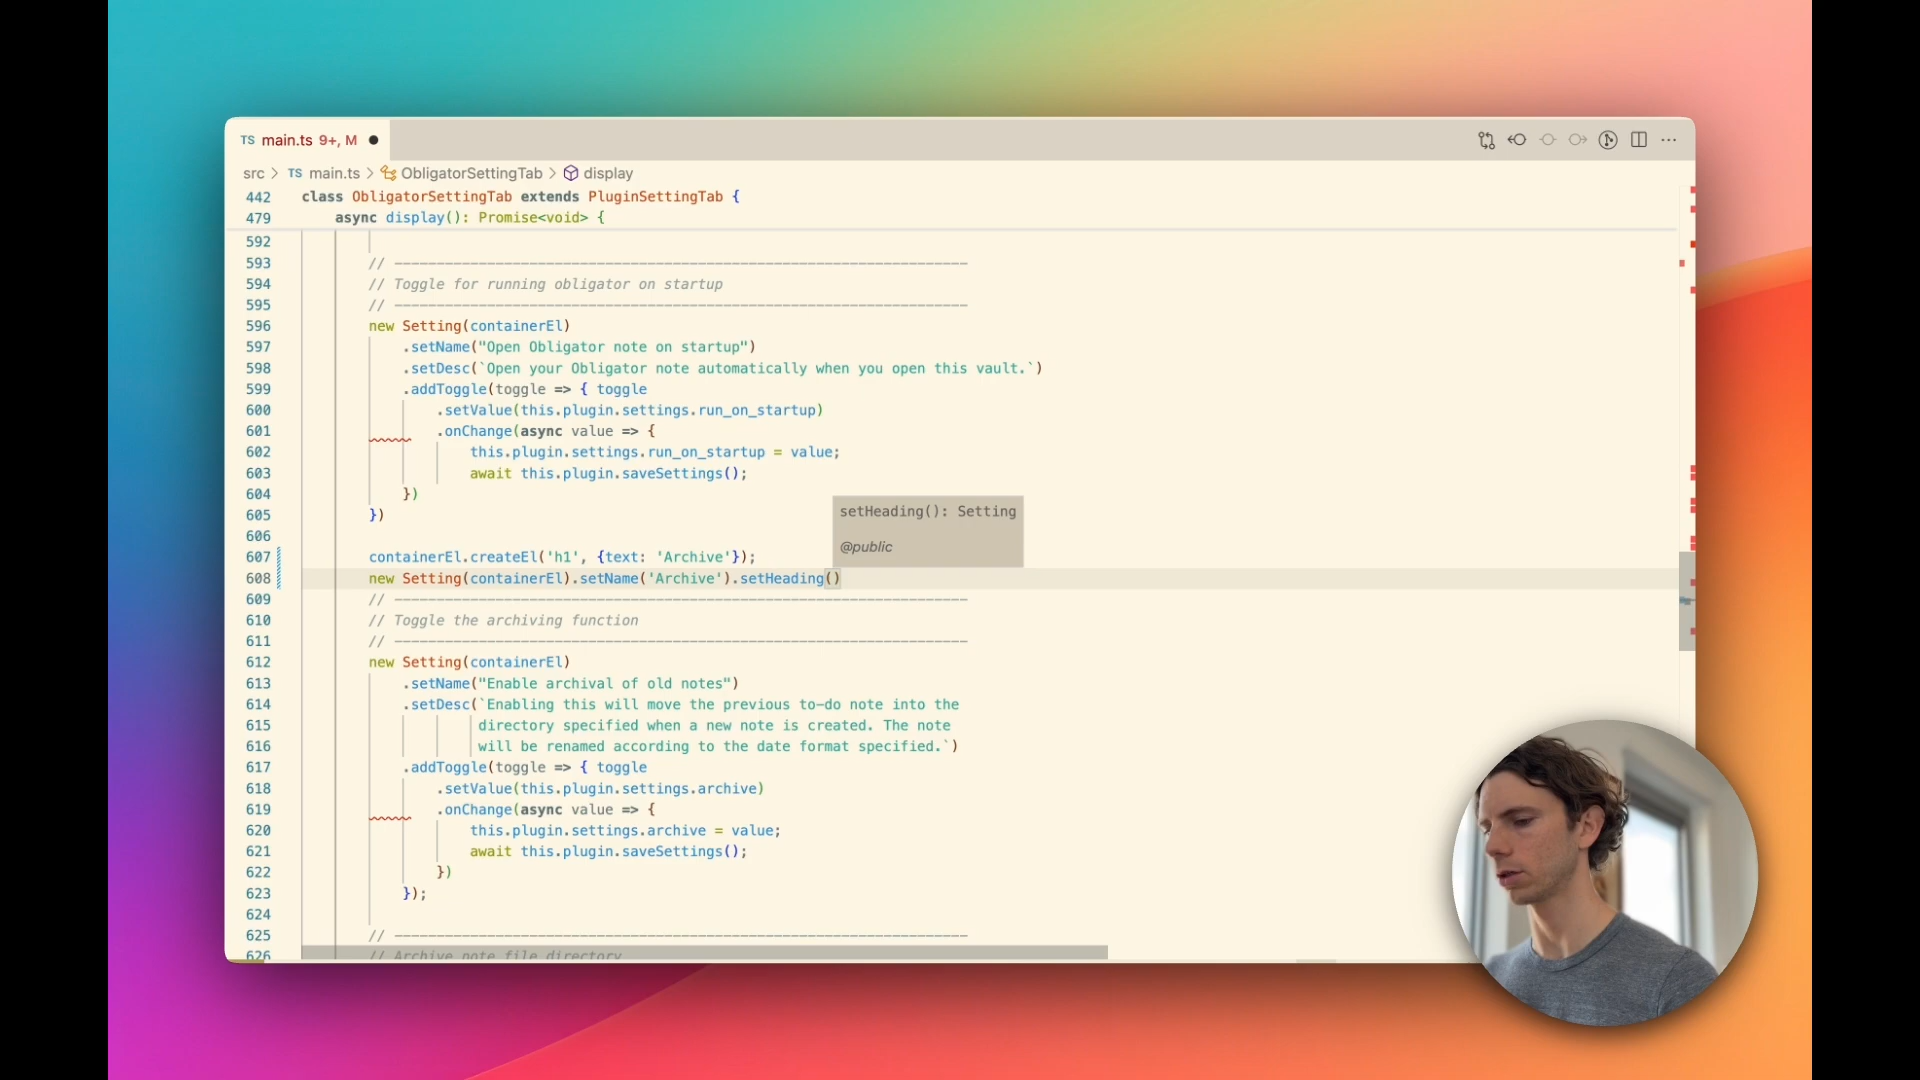 TS main.ts 9+, M
src > TS main.ts > ObligatorSettingTab > display
442 class ObligatorSettingTab extends PluginSettingTab {
479 async display(): Promise<void> {
592
593 // ————————————————————————————————————————————————————————————————————
594 // Toggle for running obligator on startup
595 // ————————————————————————————————————————————————————————————————————
596 new Setting(containerEl)
597 .setName("Open Obligator note on startup")
598 .setDesc(`Open your Obligator note automatically when you open this vault.`)
599 .addToggle(toggle => { toggle
600 .setValue(this.plugin.settings.run_on_startup)
601 .onChange(async value => {
602 this.plugin.settings.run_on_startup = value;
603 await this.plugin.saveSettings();
604 })
605 })
606
setHeading(): Setting
@public
607 containerEl.createEl('h1', {text: 'Archive'});
608 new Setting(containerEl).setName('Archive').setHeading()
609 // ————————————————————————————————————————————————————————————————————
610 // Toggle the archiving function
611 // ————————————————————————————————————————————————————————————————————
612 new Setting(containerEl)
613 .setName("Enable archival of old notes")
614 .setDesc(`Enabling this will move the previous to-do note into the
615 directory specified when a new note is created. The note
616 will be renamed according to the date format specified.`)
617 .addToggle(toggle => { toggle
618 .setValue(this.plugin.settings.archive)
619 .onChange(async value => {
620 this.plugin.settings.archive = value;
621 await this.plugin.saveSettings();
622 })
623 });
624
625 // ————————————————————————————————————————————————————————————————————
626 // Archive note file directory